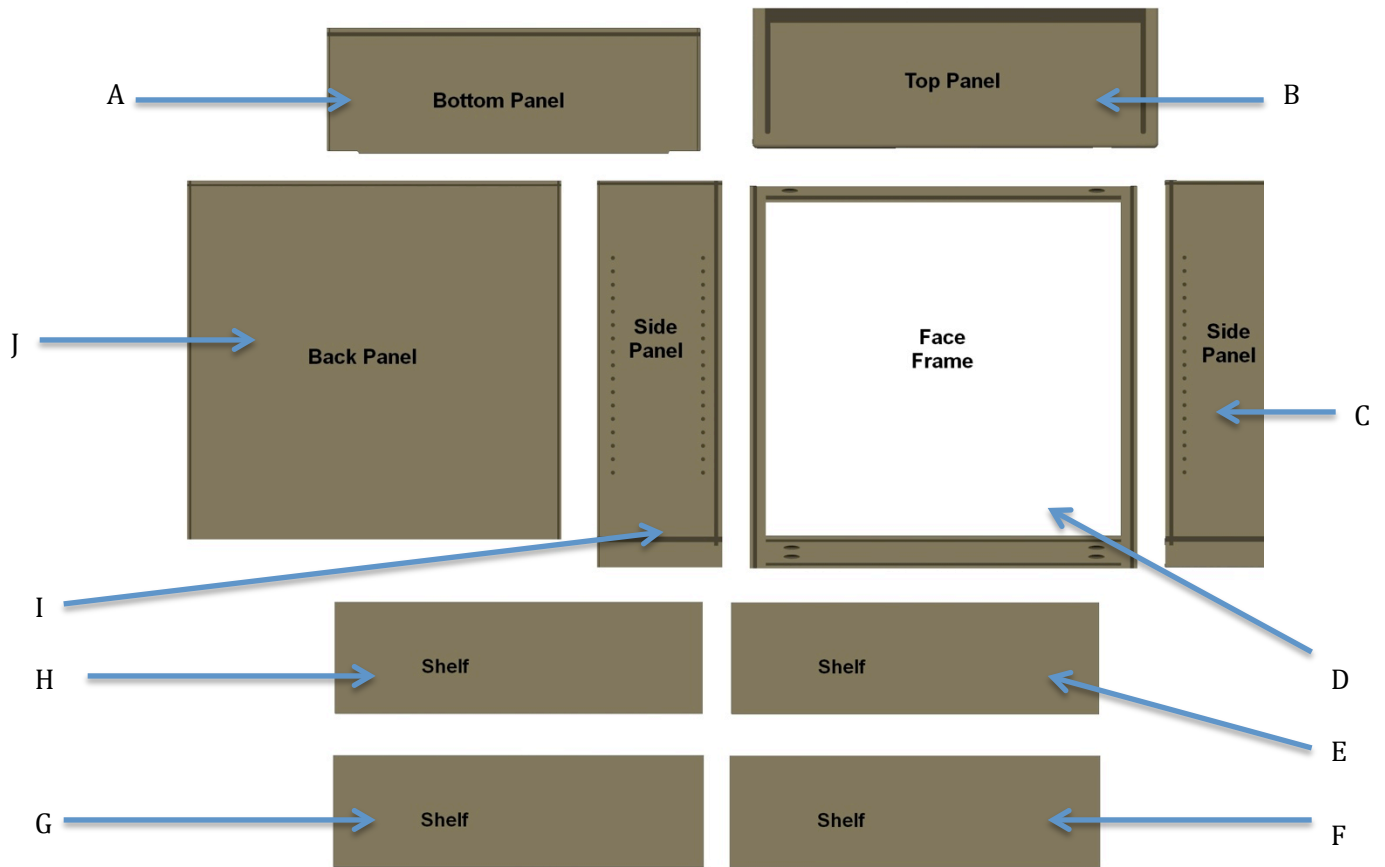 A
Bottom Panel
Top Panel
B
J
Back Panel
Side
Panel
Face
Frame
Side
Panel
C
I
H
Shelf
Shelf
D
E
G
Shelf
Shelf
F